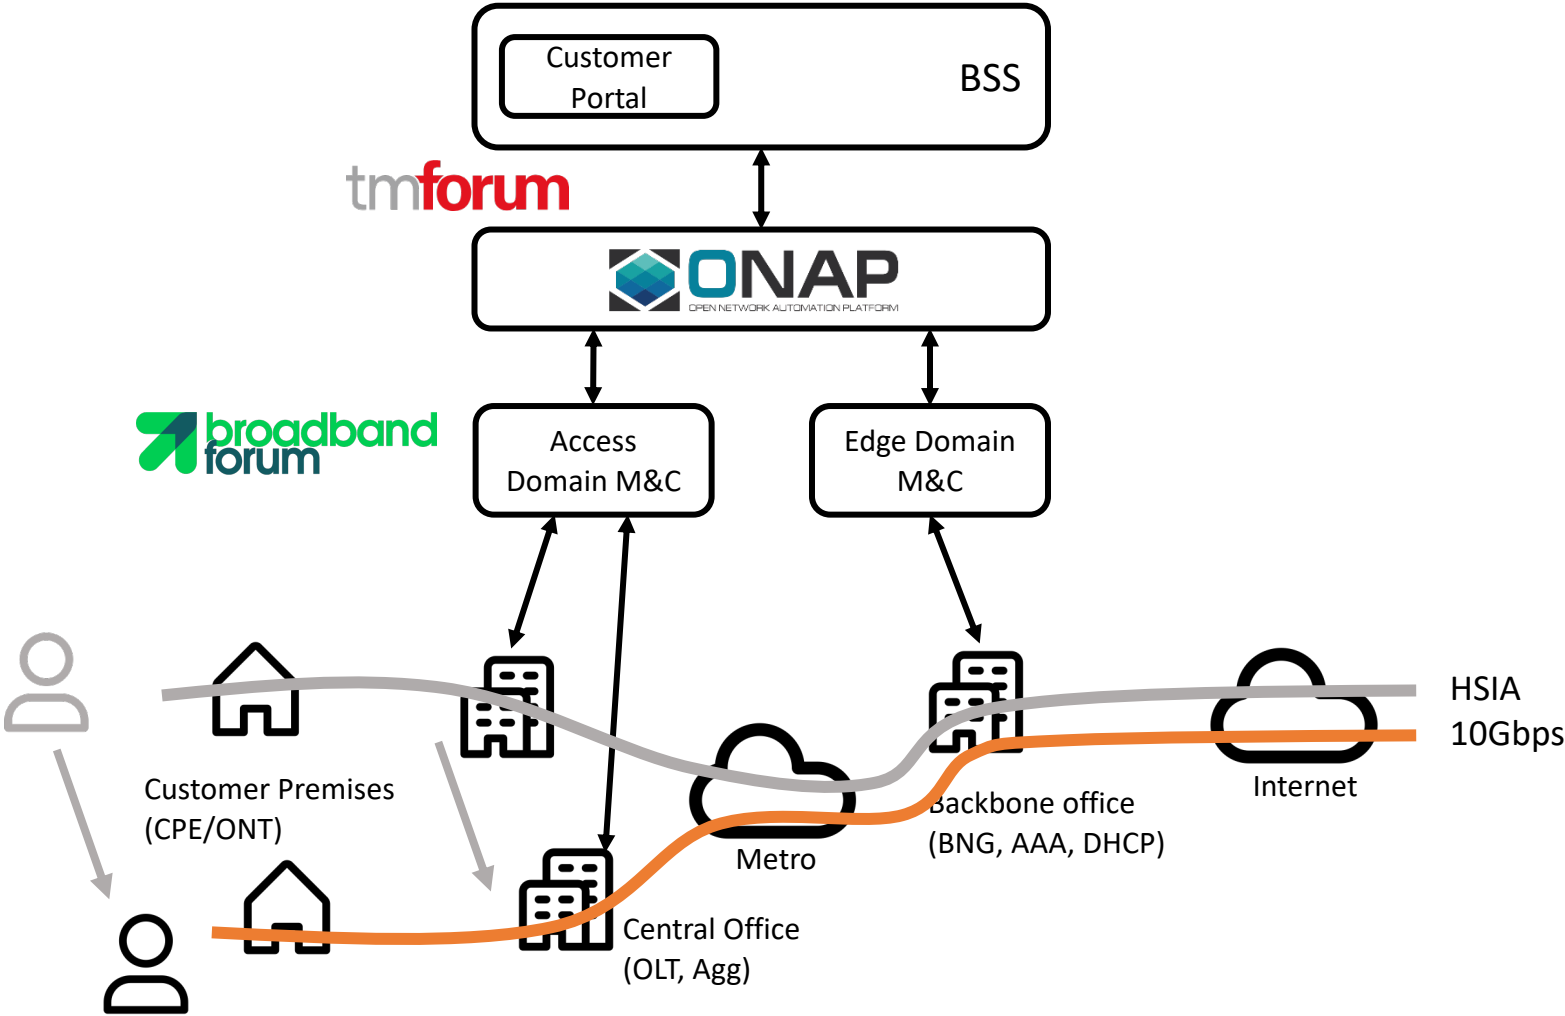 Customer
Portal
BSS
tmforum
ONAP
OPEN NETWORK AUTOMATION PLATFORM
broadband
forum
Access
Domain M&C
Edge Domain
M&C
HSIA
10Gbps
Customer Premises
(CPE/ONT)
Internet
Backbone office
(BNG, AAA, DHCP)
Metro
Central Office
(OLT, Agg)